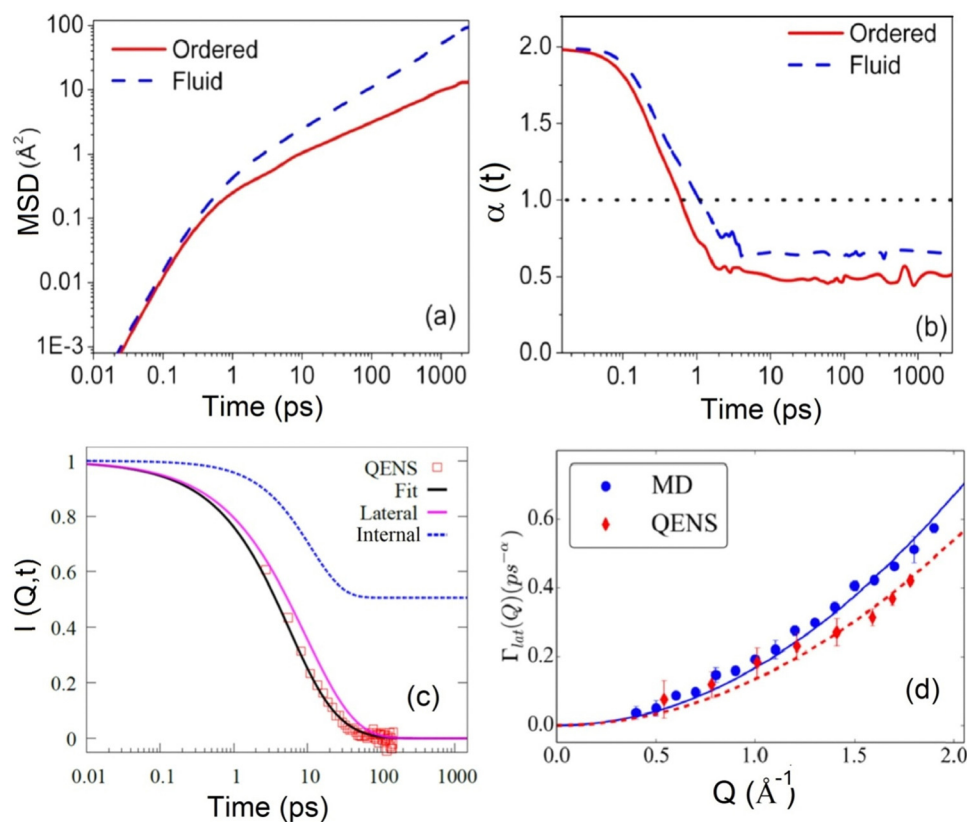 100
10
1
0.1
0.01
1E-3
MSD (Å²)
Ordered
Fluid
(a)
0.01 0.1 1 10 100 1000
Time (ps)
2.0
1.5
1.0
0.5
0.0
α (t)
Ordered
Fluid
(b)
0.1 1 10 100 1000
Time (ps)
1
0.8
0.6
0.4
0.2
0
I (Q,t)
QENS
Fit
Lateral
Internal
(c)
0.01 0.1 1 10 100 1000
Time (ps)
0.6
0.4
0.2
0.0
Γlat(Q)(ps⁻ᵅ)
MD
QENS
(d)
0.0 0.5 1.0 1.5 2.0
Q (Å⁻¹)